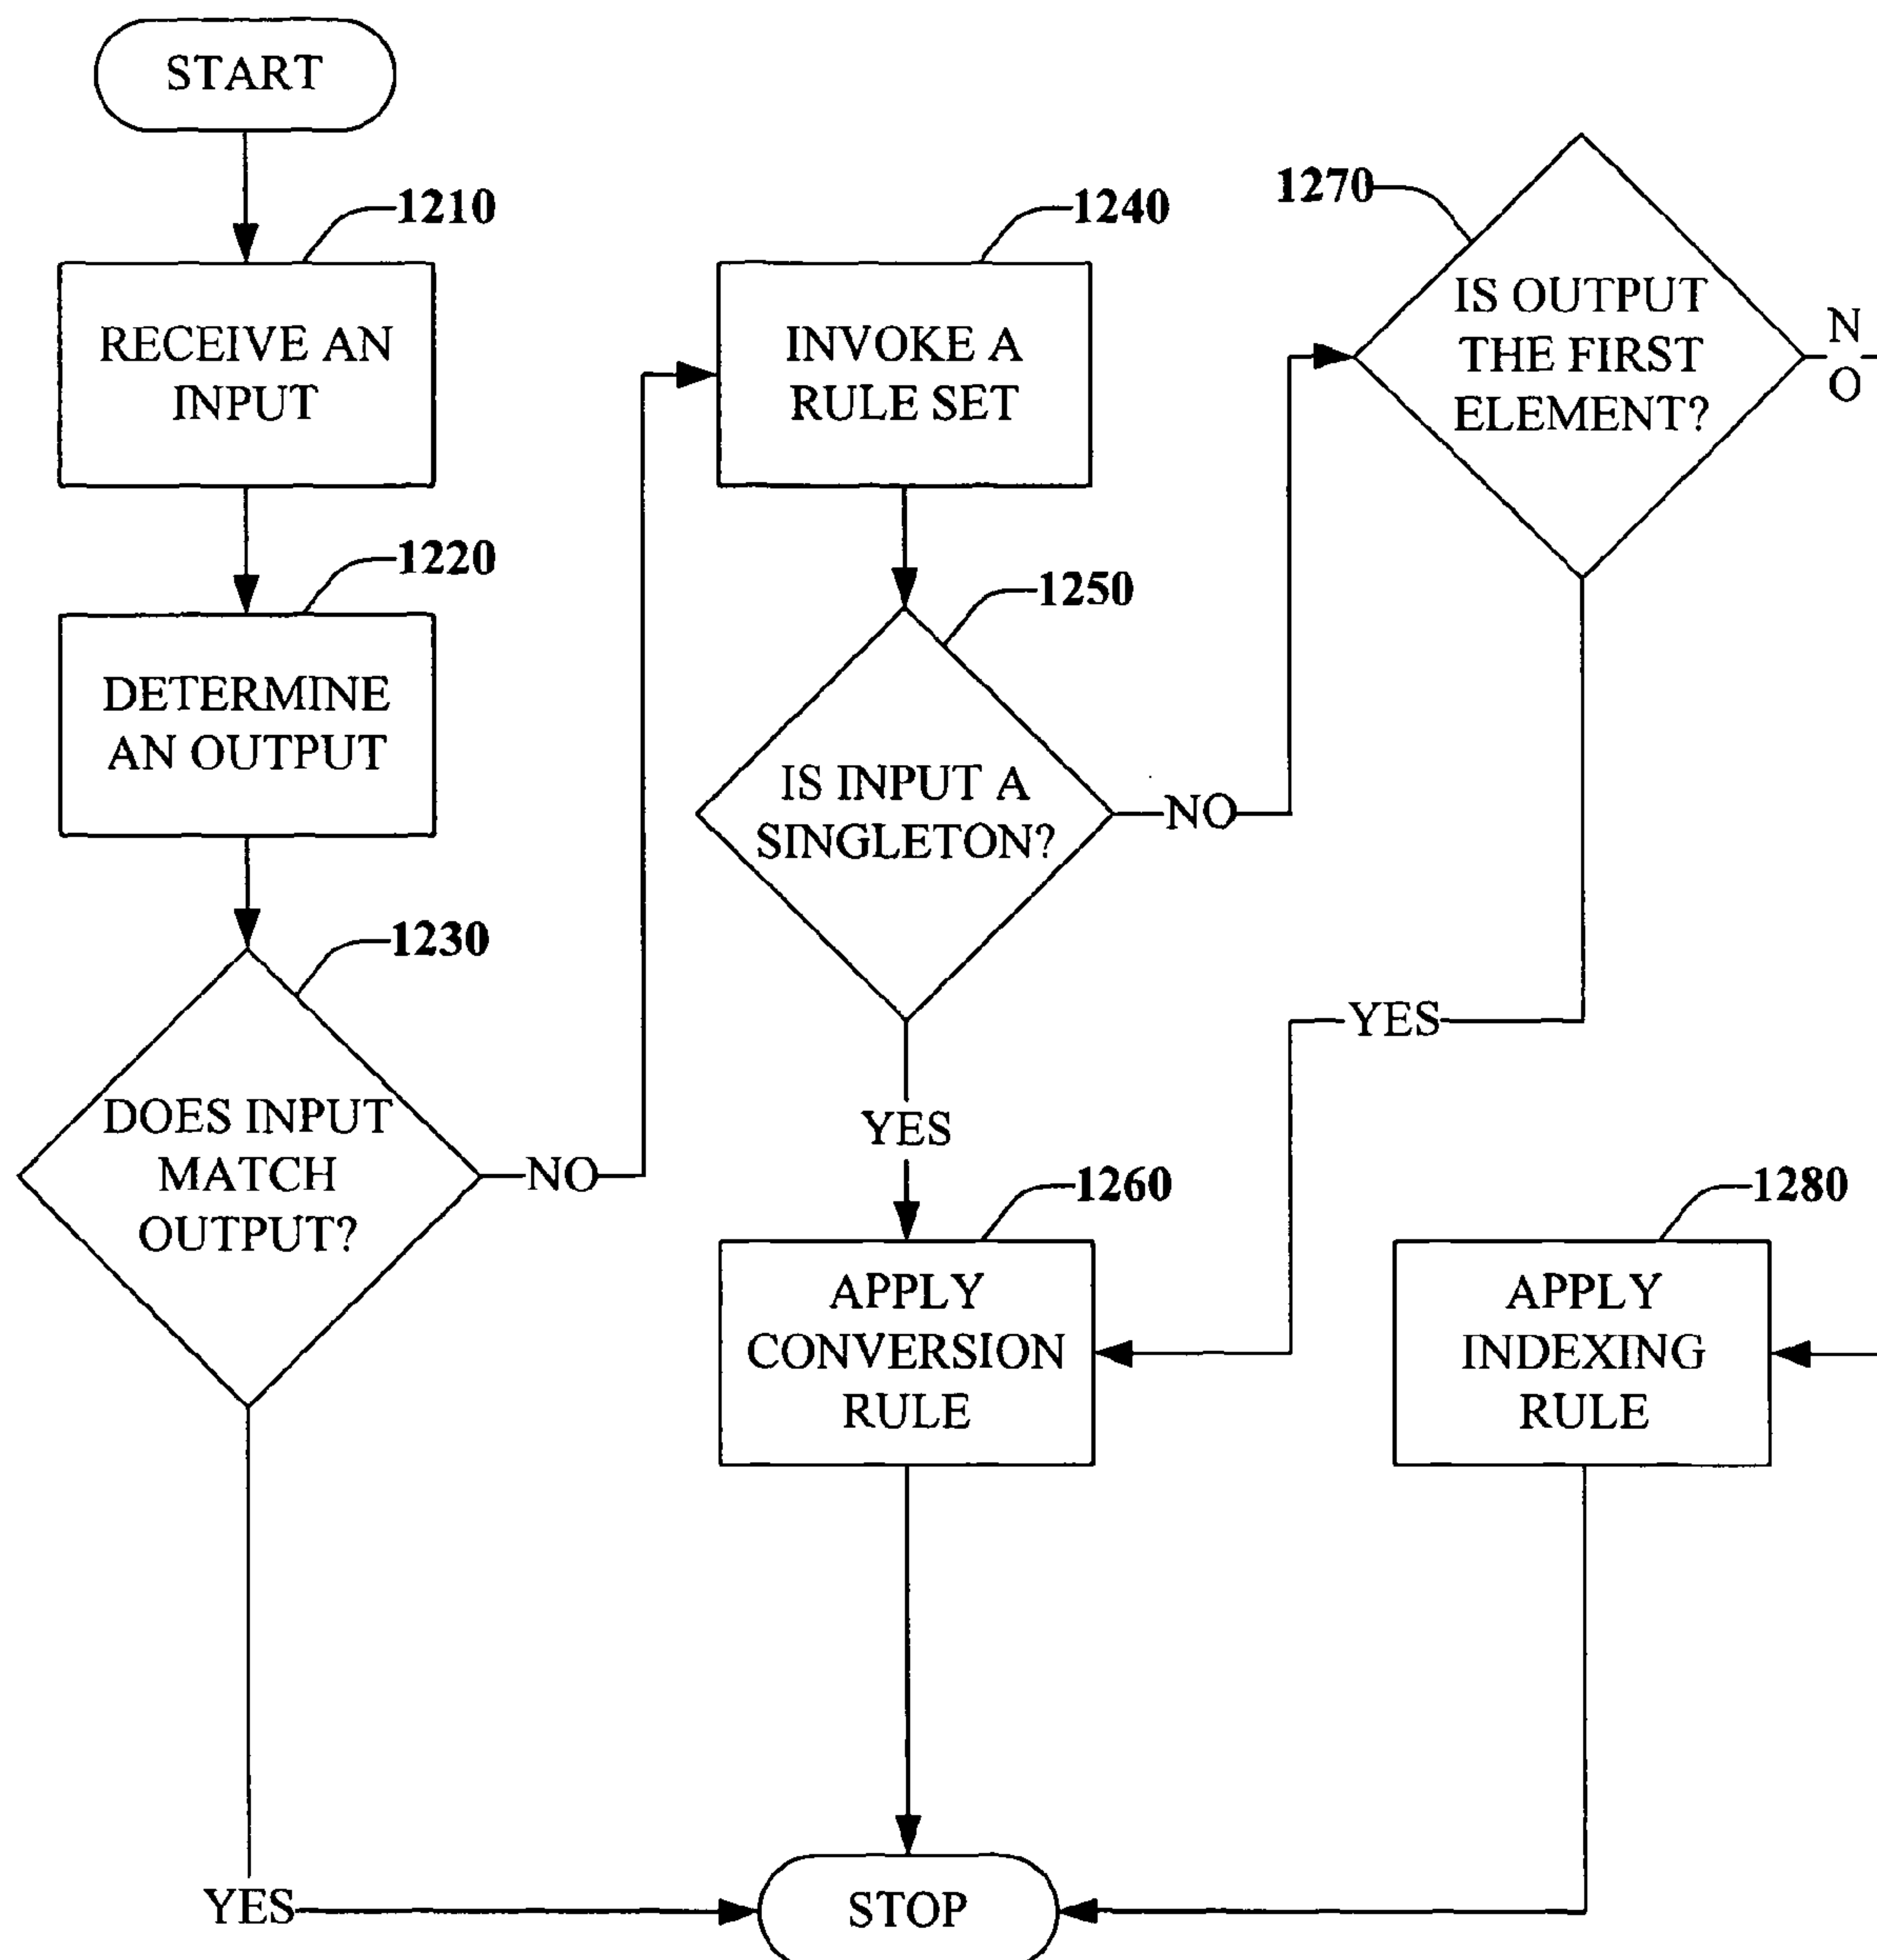 START
1210
RECEIVE AN
INPUT
1220
DETERMINE
AN OUTPUT
1230
DOES INPUT
MATCH
OUTPUT?
NO
YES
1240
INVOKE A
RULE SET
1250
IS INPUT A
SINGLETON?
NO
YES
1260
APPLY
CONVERSION
RULE
1270
IS OUTPUT
THE FIRST
ELEMENT?
N
O
YES
1280
APPLY
INDEXING
RULE
STOP